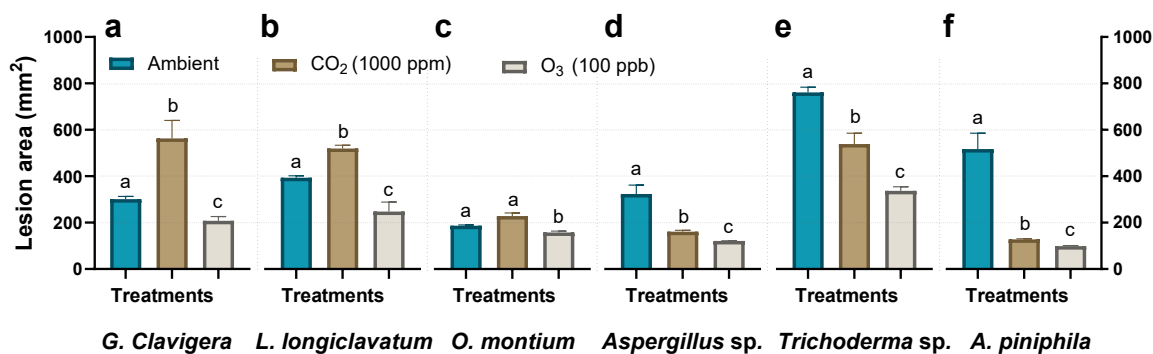 a b c d e f
Lesion area (mm²)
1000 1000
800 800
600 600
400 400
200 200
0 0
Ambient CO₂ (1000 ppm) O₃ (100 ppb)
a b c
a b c
a a b
a b c
a b c
a b c
Treatments Treatments Treatments Treatments Treatments Treatments
G. Clavigera L. longiclavatum O. montium Aspergillus sp. Trichoderma sp. A. piniphila